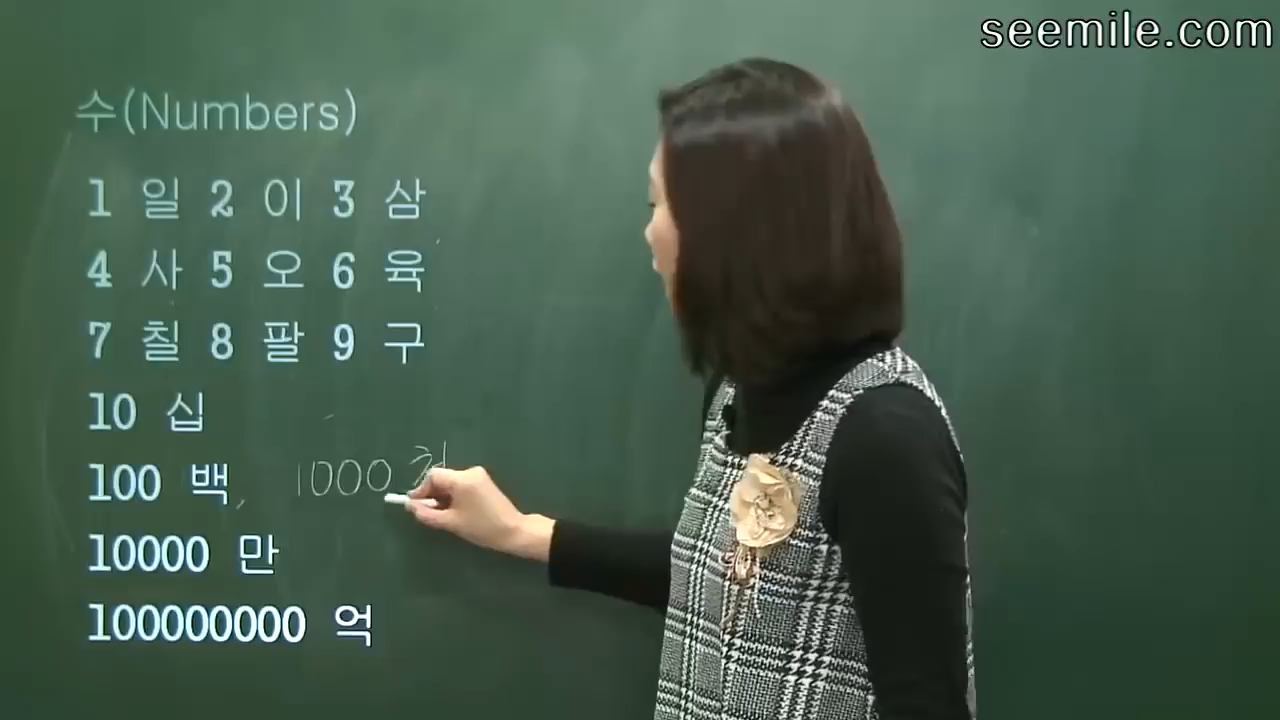 seemile.com
수(Numbers)
1 일 2 이 3 삼
4 사 5 오 6 육
7 칠 8 팔 9 구
10 십
100 백, 1000
10000 만
100000000 억